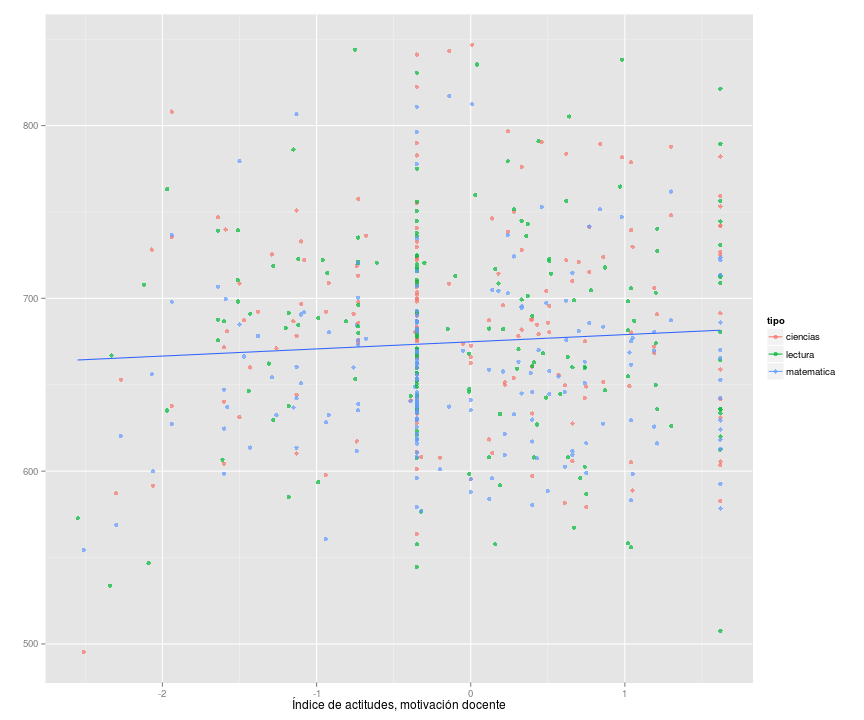 800
700
600
500
-2
-1
0
1
Índice de actitudes, motivación docente
tipo
ciencias
lectura
matematica